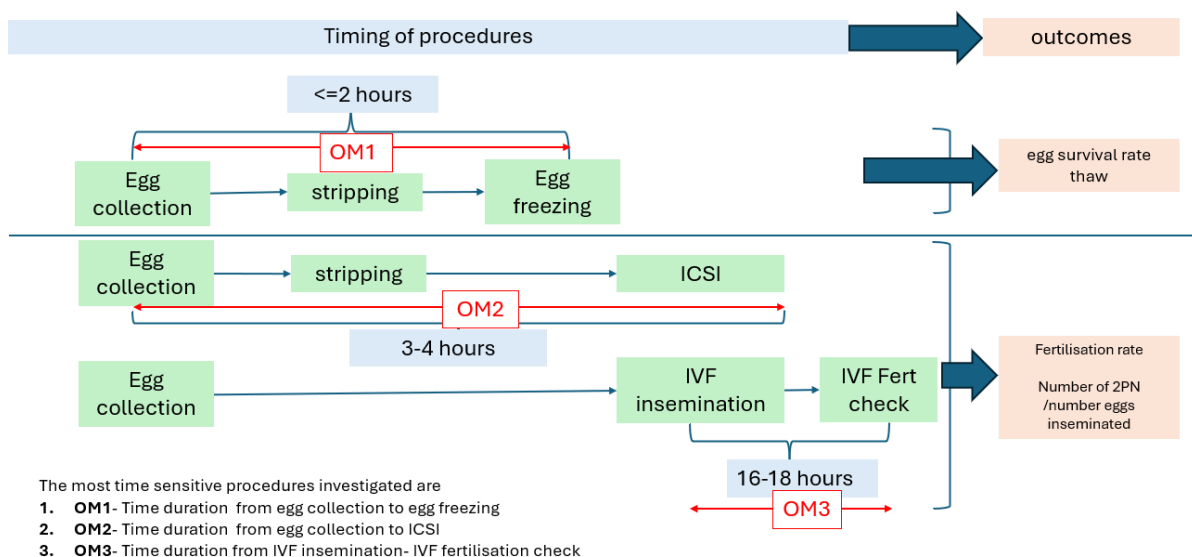 Timing of procedures
outcomes
<=2 hours
OM1
Egg
collection
stripping
Egg
freezing
egg survival rate
thaw
Egg
collection
stripping
ICSI
OM2
3-4 hours
Egg
collection
IVF
insemination
IVF Fert
check
Fertilisation rate
Number of 2PN
/number eggs
inseminated
16-18 hours
OM3
The most time sensitive procedures investigated are
1. OM1- Time duration from egg collection to egg freezing
2. OM2- Time duration from egg collection to ICSI
3. OM3- Time duration from IVF insemination- IVF fertilisation check